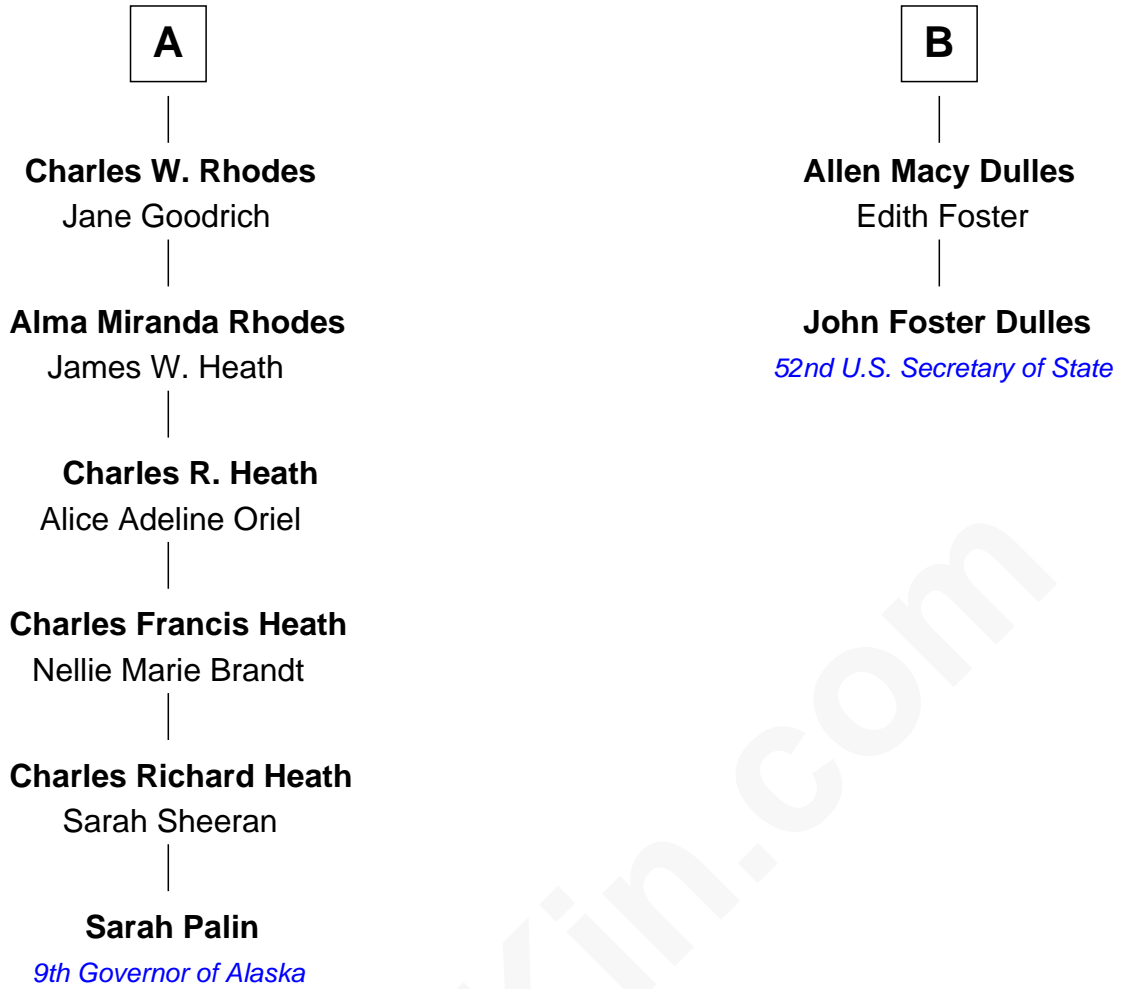 A
Charles W. Rhodes
Jane Goodrich
Alma Miranda Rhodes
James W. Heath
Charles R. Heath
Alice Adeline Oriel
Charles Francis Heath
Nellie Marie Brandt
Charles Richard Heath
Sarah Sheeran
Sarah Palin
9th Governor of Alaska
B
Allen Macy Dulles
Edith Foster
John Foster Dulles
52nd U.S. Secretary of State
Kin.com